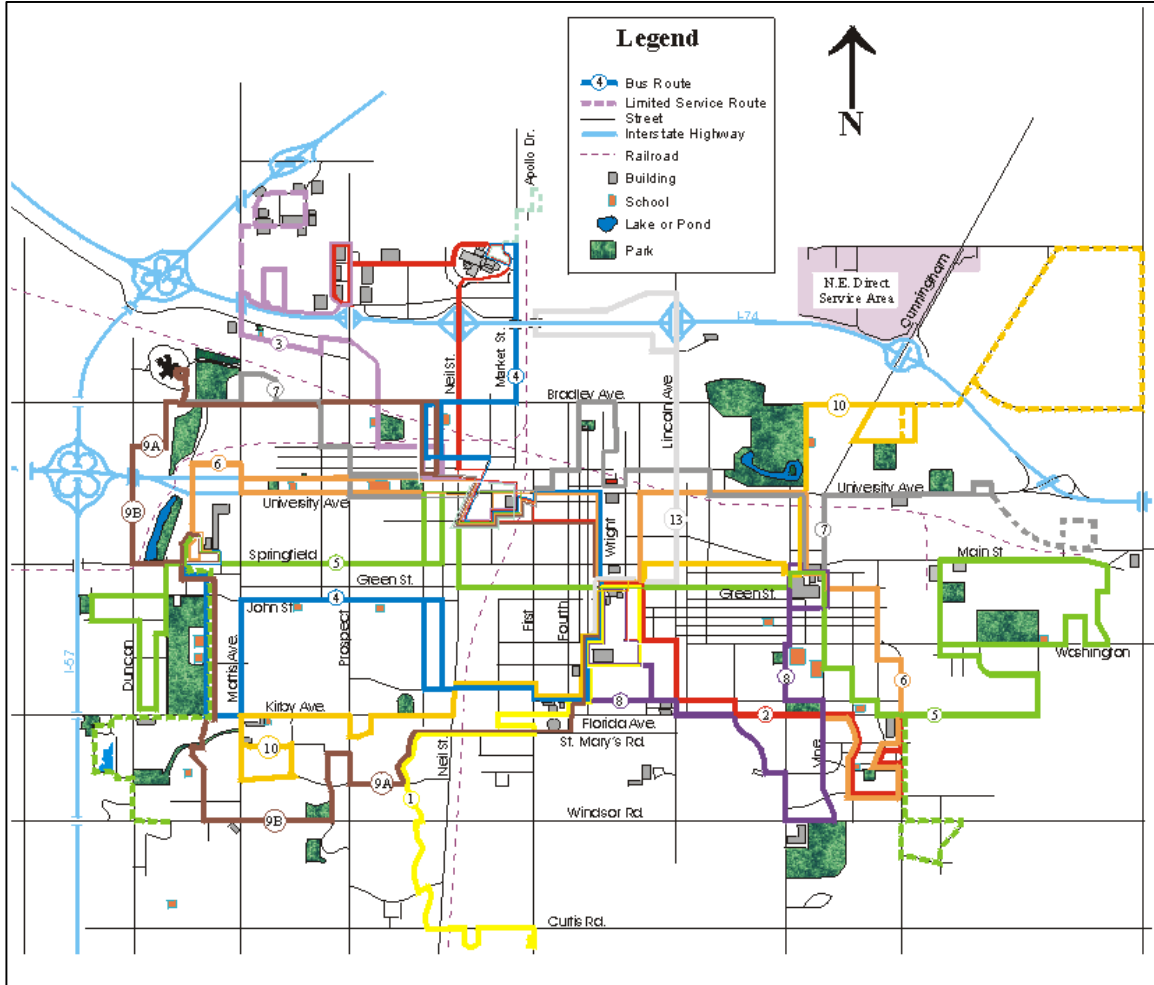 Legend
4
Bus Route
Limited Service Route
Street
Interstate Highway
Railroad
Building
School
Lake or Pond
Park
N
Apollo Dr.
N.E. Direct
Service Area
Cunningham
I-74
3
Neil St.
Market St.
4
7
Bradley Ave.
Lincoln Ave
10
9A
6
University Ave.
University Ave.
9B
13
7
Wright
Springfield
5
Main St
Green St.
Green St.
John St
4
Prospect
First
Fourth
Washington
I-57
Duncan
Mattis Ave.
8
6
Kirby Ave.
8
Florida Ave.
2
5
St. Mary's Rd.
10
Neil St.
Vine
9A
1
9B
Windsor Rd.
Curtis Rd.